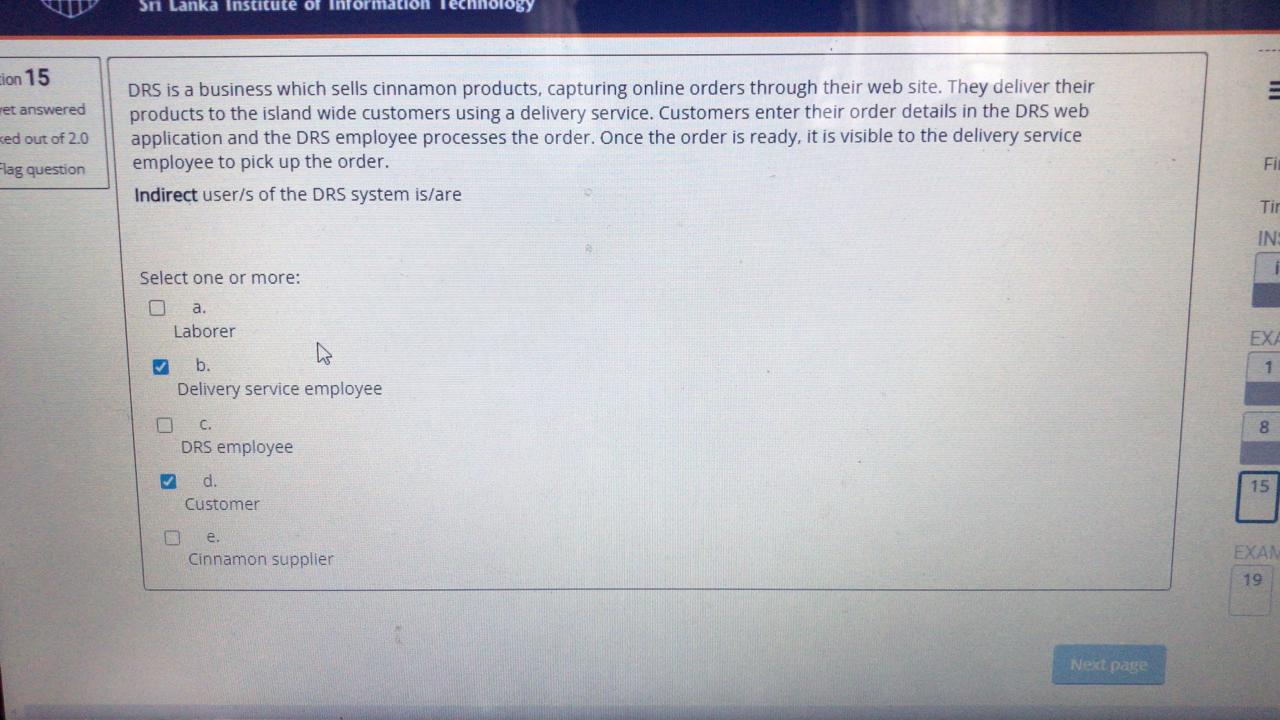 Sri Lanka Institute of Information Technology
ion 15
yet answered
ked out of 2.0
Flag question
DRS is a business which sells cinnamon products, capturing online orders through their web site. They deliver their
products to the island wide customers using a delivery service. Customers enter their order details in the DRS web
application and the DRS employee processes the order. Once the order is ready, it is visible to the delivery service
employee to pick up the order.
Indirect user/s of the DRS system is/are
Select one or more:
a.
Laborer
b.
Delivery service employee
c.
DRS employee
d.
Customer
e.
Cinnamon supplier
Next page
Fi
Tir
IN
i
EXA
1
8
15
EXAM
19